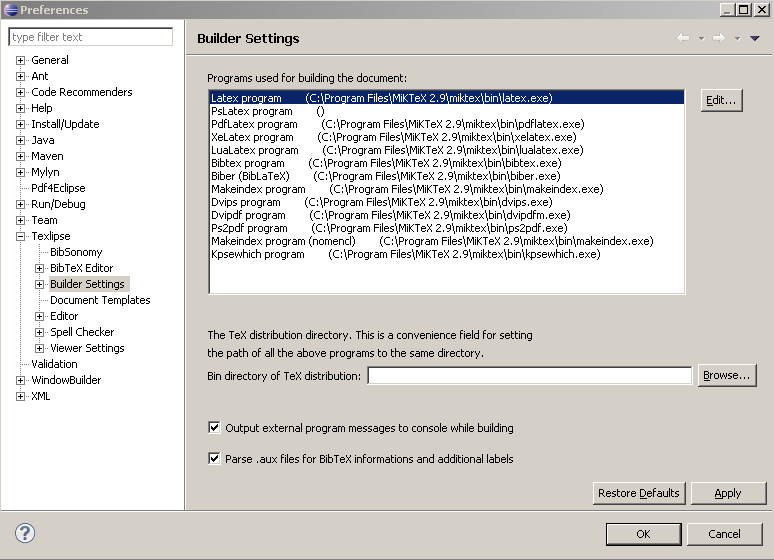 Preferences
type filter text
General
Ant
Code Recommenders
Help
Install/Update
Java
Maven
Mylyn
Pdf4Eclipse
Run/Debug
Team
Texlipse
BibSonomy
BibTeX Editor
Builder Settings
Document Templates
Editor
Spell Checker
Viewer Settings
Validation
WindowBuilder
XML
Builder Settings
Programs used for building the document:
Latex program (C:\Program Files\MiKTeX 2.9\miktex\bin\latex.exe)
PsLatex program ()
PdfLatex program (C:\Program Files\MiKTeX 2.9\miktex\bin\pdflatex.exe)
XeLatex program (C:\Program Files\MiKTeX 2.9\miktex\bin\xelatex.exe)
LuaLatex program (C:\Program Files\MiKTeX 2.9\miktex\bin\lualatex.exe)
Bibtex program (C:\Program Files\MiKTeX 2.9\miktex\bin\bibtex.exe)
Biber (BibLaTeX) (C:\Program Files\MiKTeX 2.9\miktex\bin\biber.exe)
Makeindex program (C:\Program Files\MiKTeX 2.9\miktex\bin\makeindex.exe)
Dvips program (C:\Program Files\MiKTeX 2.9\miktex\bin\dvips.exe)
Dvipdf program (C:\Program Files\MiKTeX 2.9\miktex\bin\dvipdfm.exe)
Ps2pdf program (C:\Program Files\MiKTeX 2.9\miktex\bin\ps2pdf.exe)
Makeindex program (nomencl) (C:\Program Files\MiKTeX 2.9\miktex\bin\makeindex.exe)
Kpsewhich program (C:\Program Files\MiKTeX 2.9\miktex\bin\kpsewhich.exe)
Edit...
The TeX distribution directory. This is a convenience field for setting
the path of all the above programs to the same directory.
Bin directory of TeX distribution:
Browse...
Output external program messages to console while building
Parse .aux files for BibTeX informations and additional labels
Restore Defaults
Apply
?
OK
Cancel